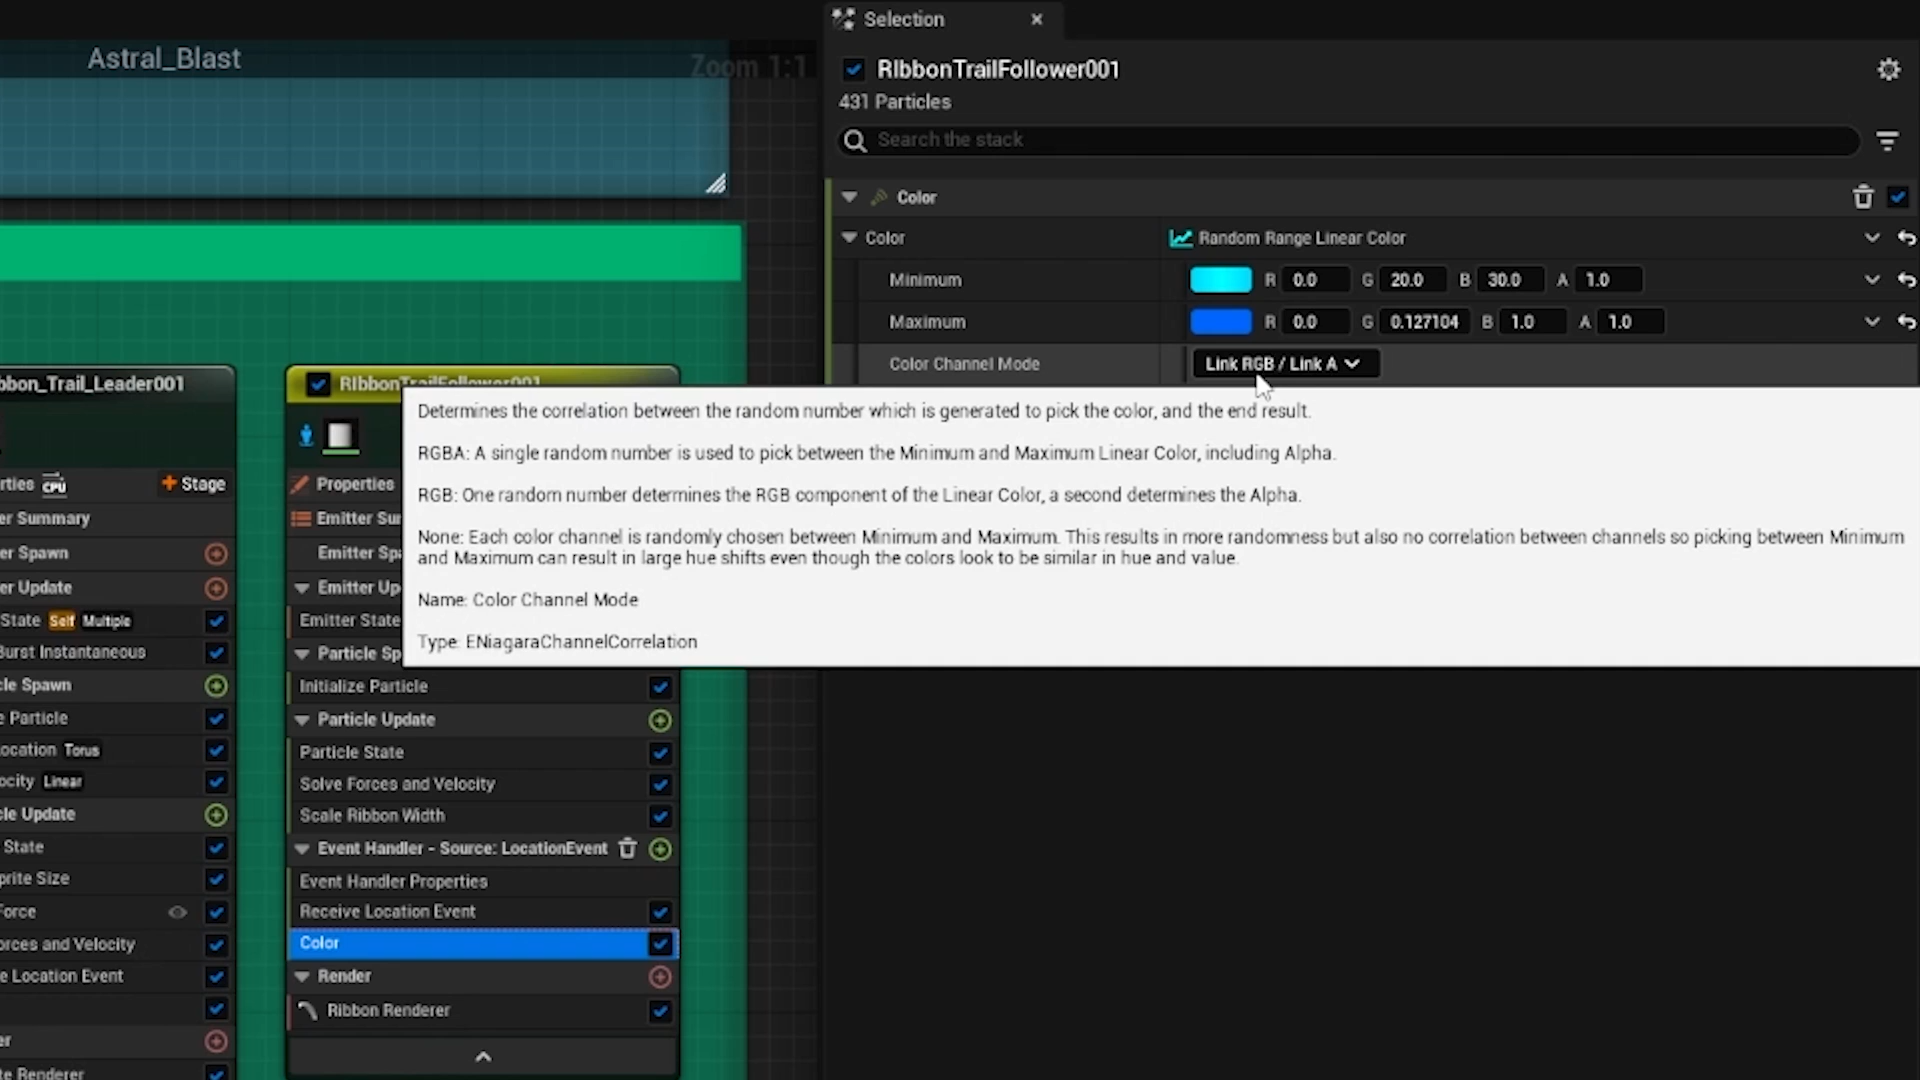 Astral_Blast
Zoom 1:1
bbon_Trail_Leader001
rties CPU + Stage
er Summary
er Spawn
er Update
State Self Multiple
Burst Instantaneous
cle Spawn
e Particle
ocation Torus
ocity Linear
cle Update
State
prite Size
Force
orces and Velocity
e Location Event
er
te Renderer
RIbbonTrailFollower001
Properties
Emitter Su
Emitter Sp
Emitter Up
Emitter State
Particle Sp
Initialize Particle
Particle Update
Particle State
Solve Forces and Velocity
Scale Ribbon Width
Event Handler - Source: LocationEvent
Event Handler Properties
Receive Location Event
Color
Render
Ribbon Renderer
Selection
RIbbonTrailFollower001
431 Particles
Search the stack
Color
Color Random Range Linear Color
Minimum R 0.0 G 20.0 B 30.0 A 1.0
Maximum R 0.0 G 0.127104 B 1.0 A 1.0
Color Channel Mode Link RGB / Link A
Determines the correlation between the random number which is generated to pick the color, and the end result.
RGBA: A single random number is used to pick between the Minimum and Maximum Linear Color, including Alpha.
RGB: One random number determines the RGB component of the Linear Color, a second determines the Alpha.
None: Each color channel is randomly chosen between Minimum and Maximum. This results in more randomness but also no correlation between channels so picking between Minimum
and Maximum can result in large hue shifts even though the colors look to be similar in hue and value.
Name: Color Channel Mode
Type: ENiagaraChannelCorrelation